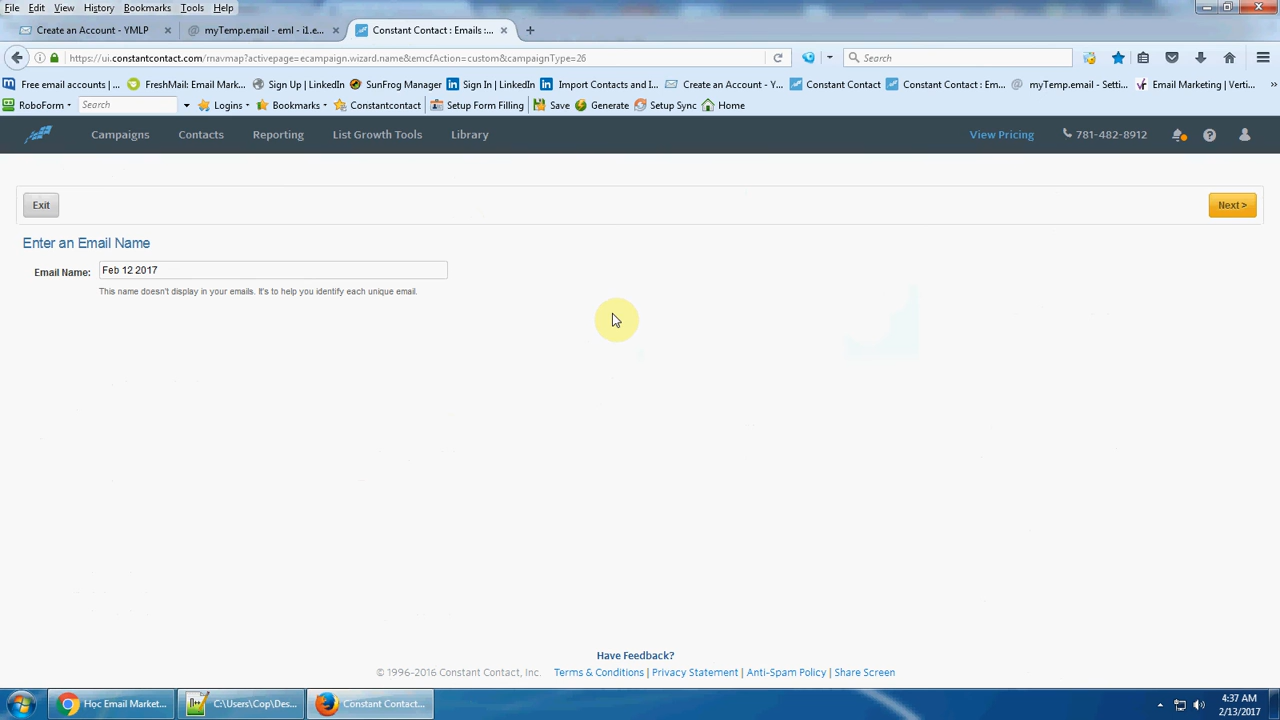 File Edit View History Bookmarks Tools Help
Create an Account - YMLP
myTemp.email - eml - i1.e...
Constant Contact : Emails :...
https://ui.constantcontact.com/rnavmap?activepage=ecampaign.wizard.name&emcfAction=custom&campaignType=26
Search
Free email accounts |... FreshMail: Email Mark... Sign Up | LinkedIn SunFrog Manager Sign In | LinkedIn Import Contacts and I... Create an Account - Y... Constant Contact Constant Contact : Em... myTemp.email - Setti... Email Marketing | Verti...
RoboForm Search Logins Bookmarks Constantcontact Setup Form Filling Save Generate Setup Sync Home
Campaigns Contacts Reporting List Growth Tools Library View Pricing 781-482-8912
Exit Next >
Enter an Email Name
Email Name: Feb 12 2017
This name doesn't display in your emails. It's to help you identify each unique email.
Have Feedback?
© 1996-2016 Constant Contact, Inc. Terms & Conditions | Privacy Statement | Anti-Spam Policy | Share Screen
Hoc Email Market... C:\Users\Cop\Des... Constant Contact... 4:37 AM
2/13/2017